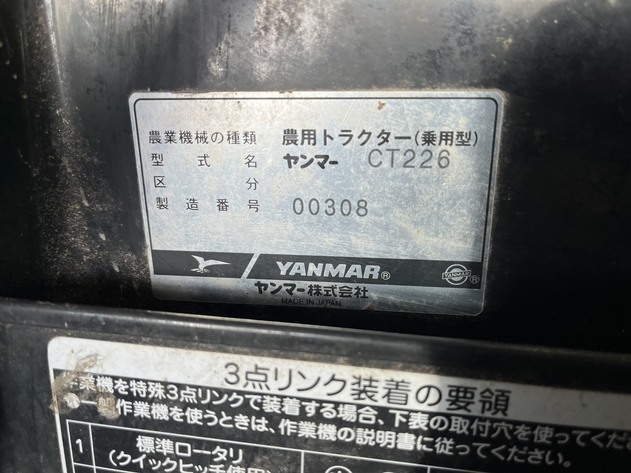 農業機械の種類 農用トラクター(乗用型)
型式名 ヤンマー CT226
区分
製造番号 00308
YANMAR®
YANMAR ®
ヤンマー株式会社
MADE IN JAPAN
3点リンク装着の要領
業機を特殊3点リンクで装着する場合、下表の取付穴を使ってくだ
一般作業機を使うときは、作業機の説明書に従ってください。
1 標準ロータリ
(クイックヒッチ使用)